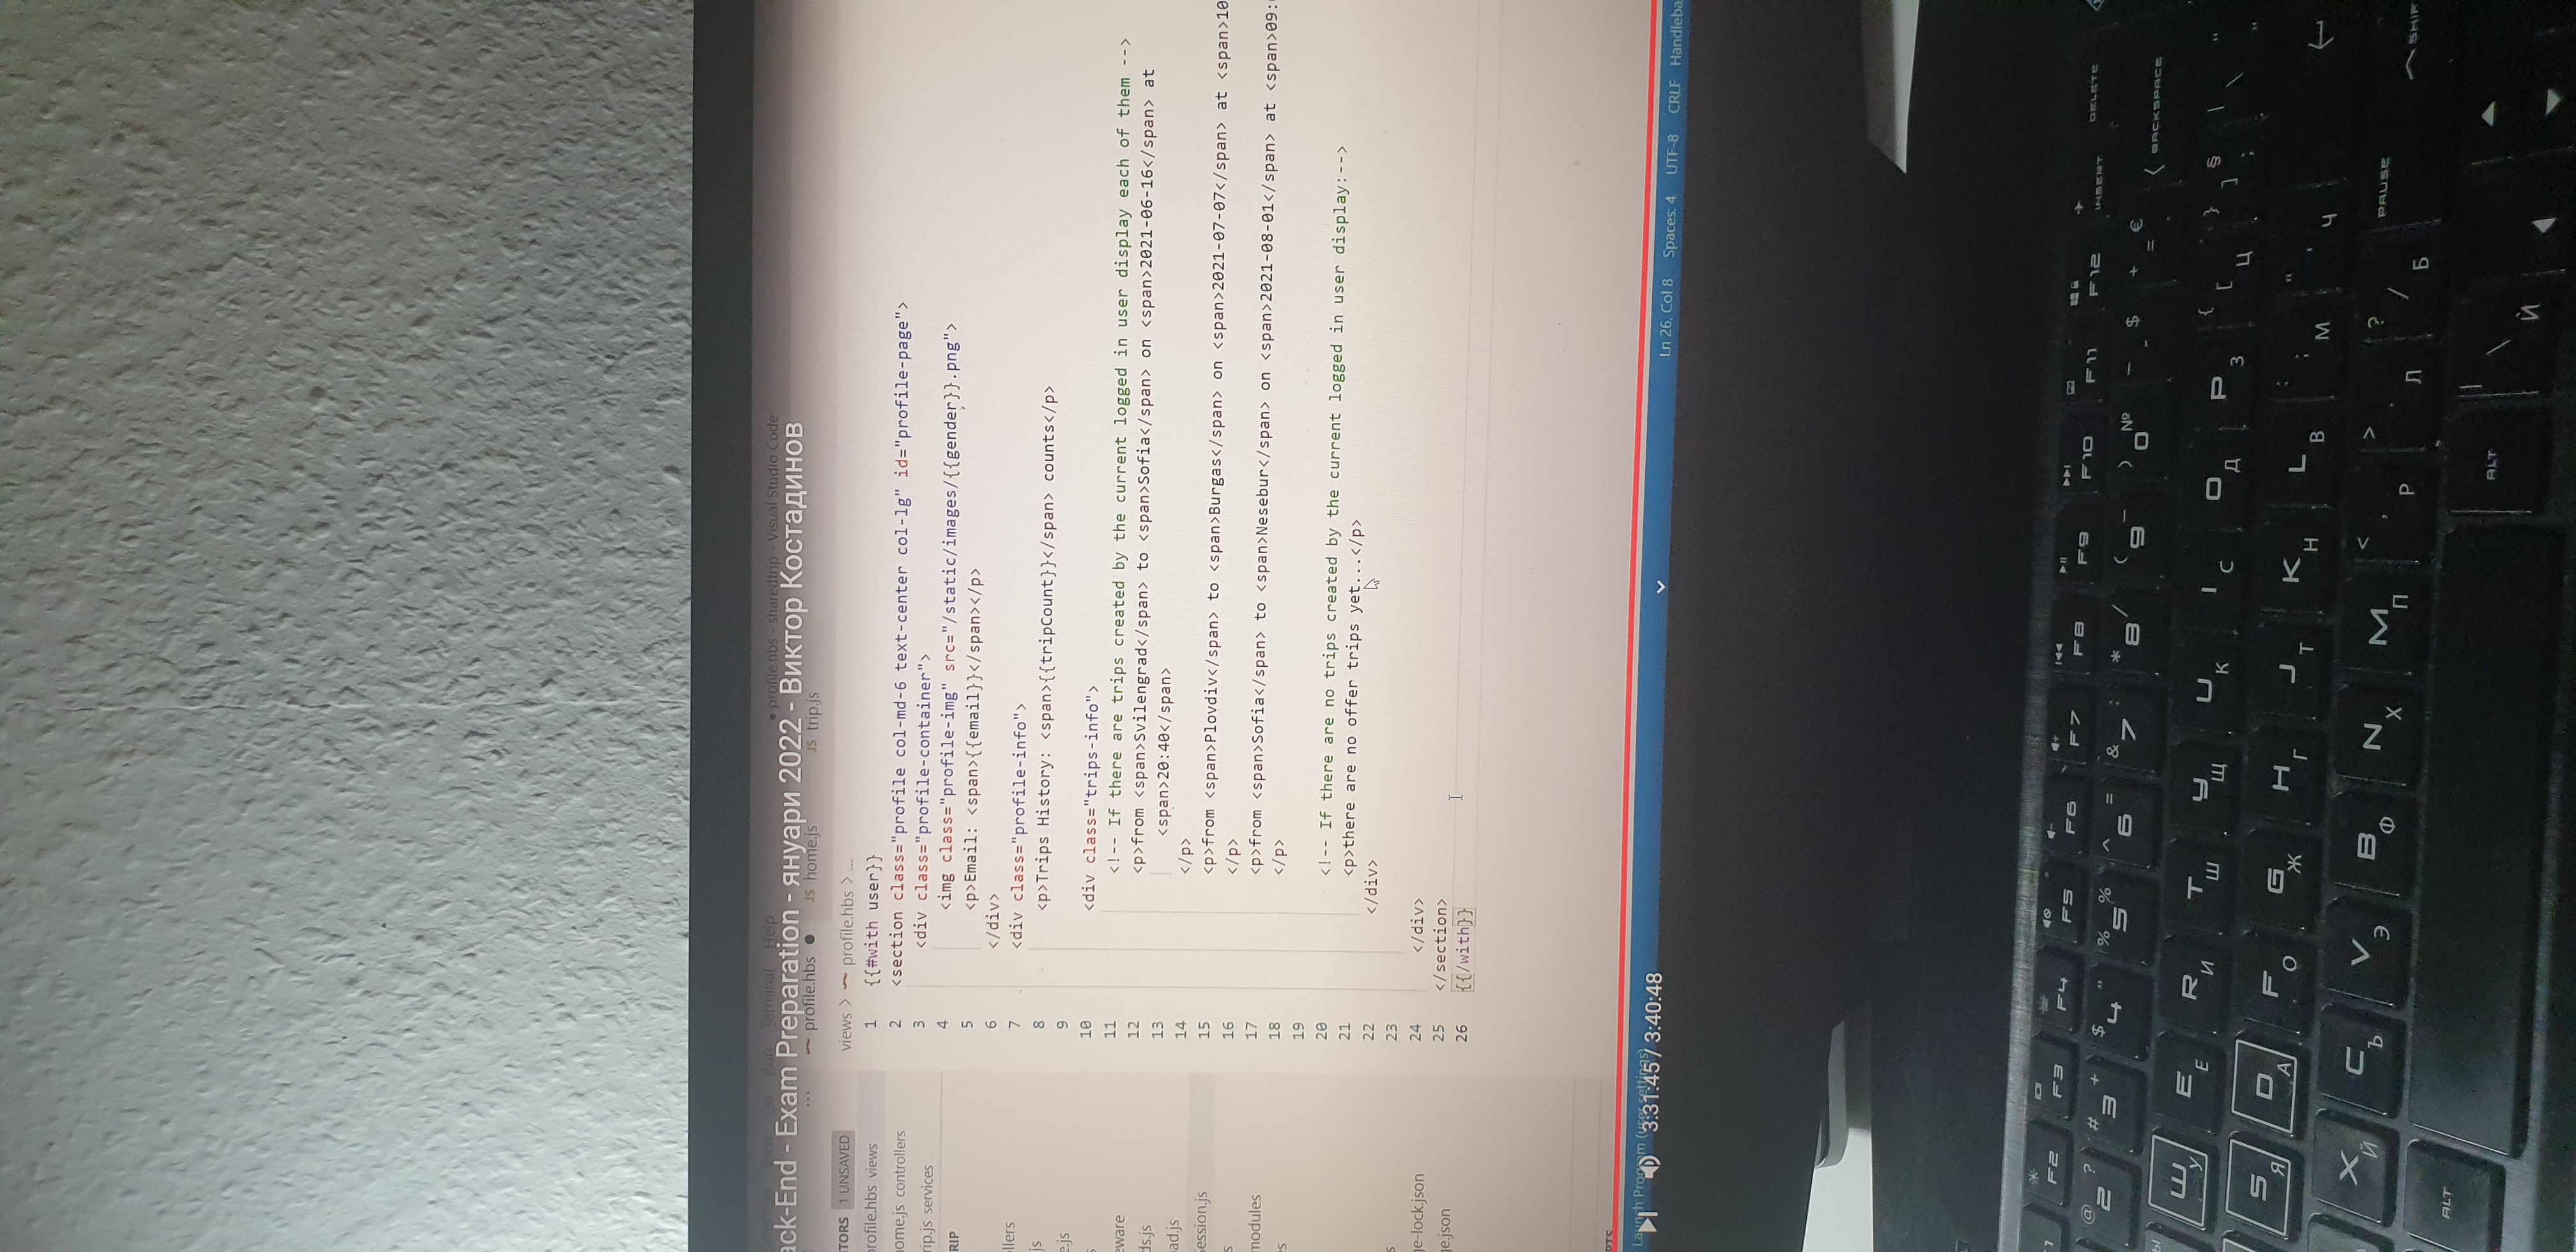 Run Terminal Help
profile.hbs - sharedtrip - Visual Studio Code
ack-End - Exam Preparation - януари 2022 - Виктор Костадинов
... profile.hbs ● JS home.js JS trip.js
TORS 1 UNSAVED
views > profile.hbs > ...
rofile.hbs views
ome.js controllers
rip.js services
RIP
llers
js
e.js
s
eware
ds.js
ad.js
Session.js
s
modules
es
s
ge-lock.json
ge.json
1 {{#with user}}
2 <section class="profile col-md-6 text-center col-lg" id="profile-page">
3 <div class="profile-container">
4 <img class="profile-img" src="/static/images/{{gender}}.png">
5 <p>Email: <span>{{email}}</span></p>
6 </div>
7 <div class="profile-info">
8 <p>Trips History: <span>{{tripCount}}</span> counts</p>
9
10 <div class="trips-info">
11 <!-- If there are trips created by the current logged in user display each of them -->
12 <p>from <span>Svilengrad</span> to <span>Sofia</span> on <span>2021-06-16</span> at
13 <span>20:40</span>
14 </p>
15 <p>from <span>Plovdiv</span> to <span>Burgas</span> on <span>2021-07-07</span> at <span>10
16 </p>
17 <p>from <span>Sofia</span> to <span>Nesebur</span> on <span>2021-08-01</span> at <span>09:
18 </p>
19
20 <!-- If there are no trips created by the current logged in user display:-->
21 <p>there are no offer trips yet...</p>
22 </div>
23
24 </div>
25 </section>
26 {{/with}}
PTS
Launch Program (user settings)
3:31:45 / 3:40:48
Ln 26, Col 8 Spaces: 4 UTF-8 CRLF Handleba
F2 F3 F4 F5 F6 F7 F8 F9 F10 F11 F12 INSERT DELETE
@ 2 ? # 3 + $ 4 " % 5 % ^ 6 = & 7 : * 8 / ( 9 – ) 0 № – - $ + = € BACKSPACE
Ы Ш У E Е R И T Ш У Щ U К I С O Д P З { [ Ц } ] § ; | \
S Я D А F О G Ж H Г J Т K Н L В : ; М " ' Ч
X Й C Ъ V Э B Ф N Х M П < , Р > . Л ? / Б PAUSE SHIF
ALT ALT | \ Й